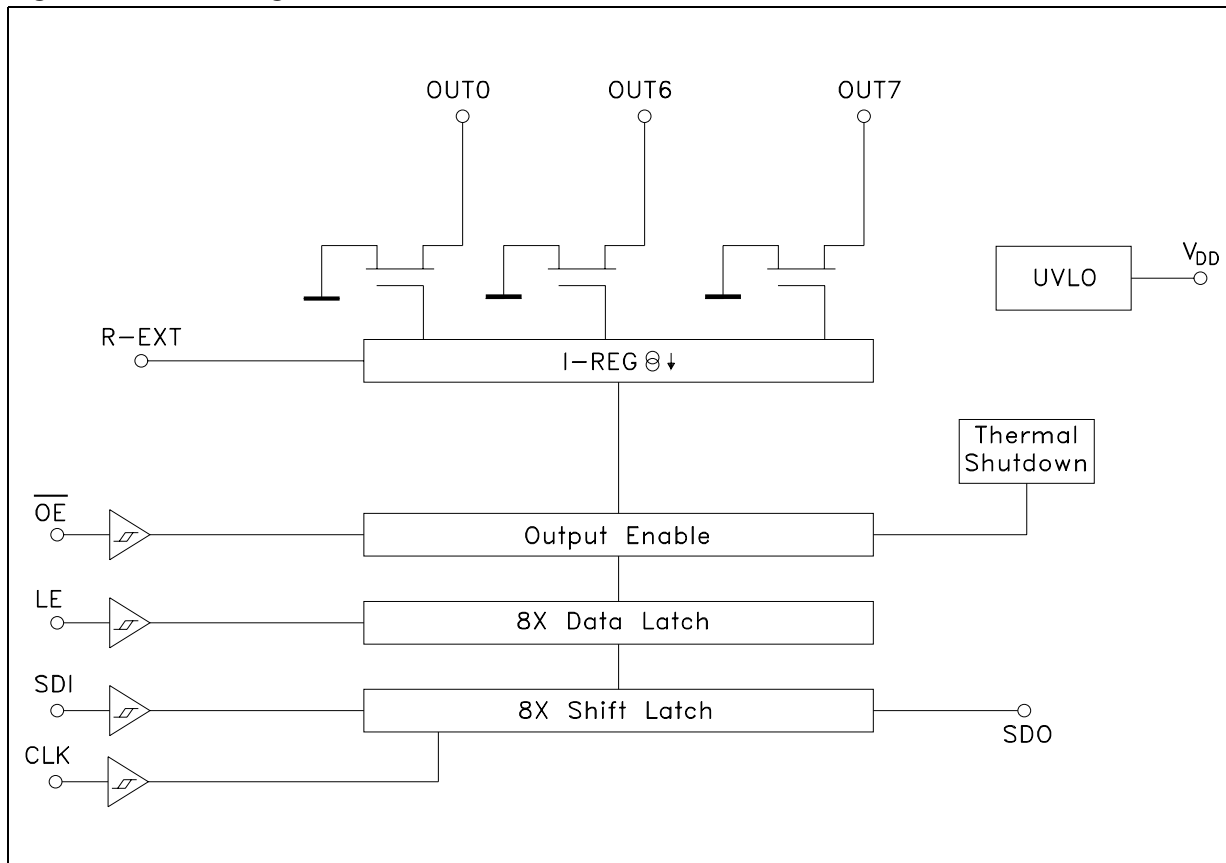 OUT0
OUT6
OUT7
UVLO
VDD
R-EXT
I-REG
Thermal
Shutdown
OE
Output Enable
LE
8X Data Latch
SDI
8X Shift Latch
SDO
CLK